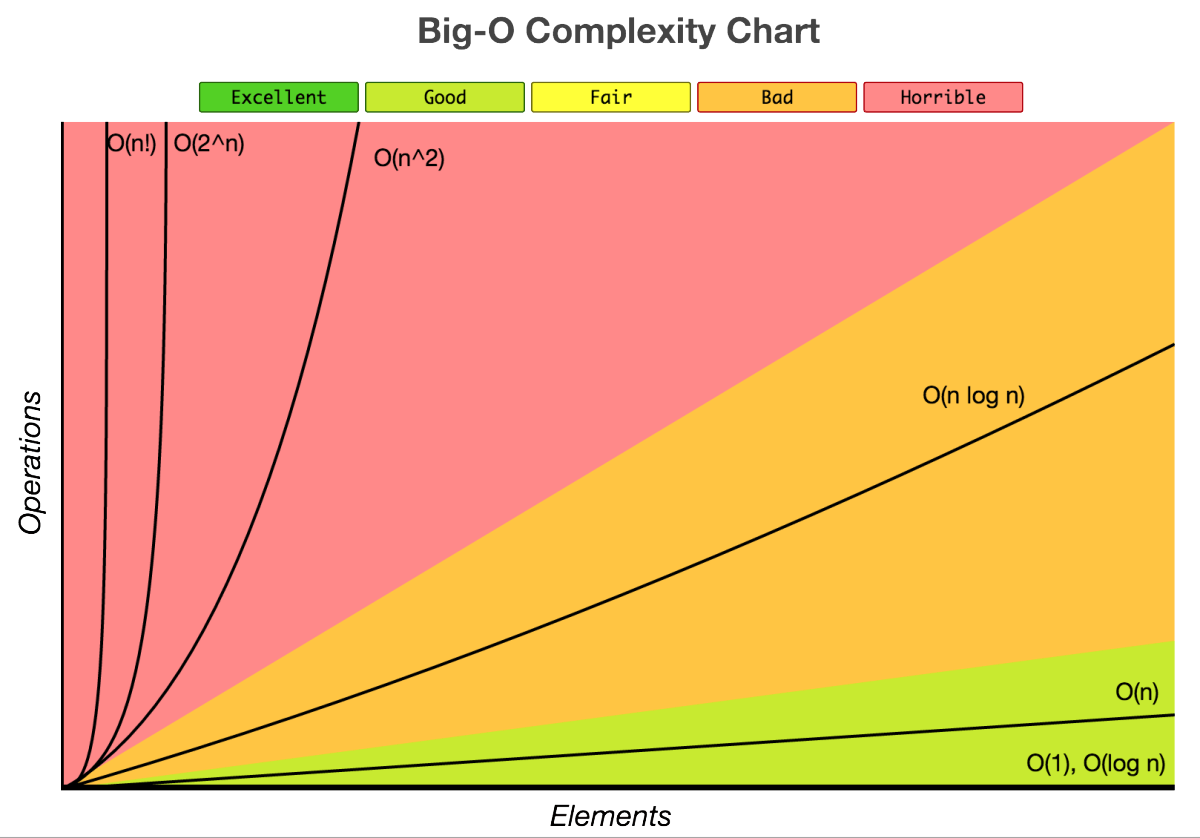 Big-O Complexity Chart
Excellent Good Fair Bad Horrible
O(n!) O(2^n)
O(n^2)
O(n log n)
Operations
O(n)
O(1), O(log n)
Elements